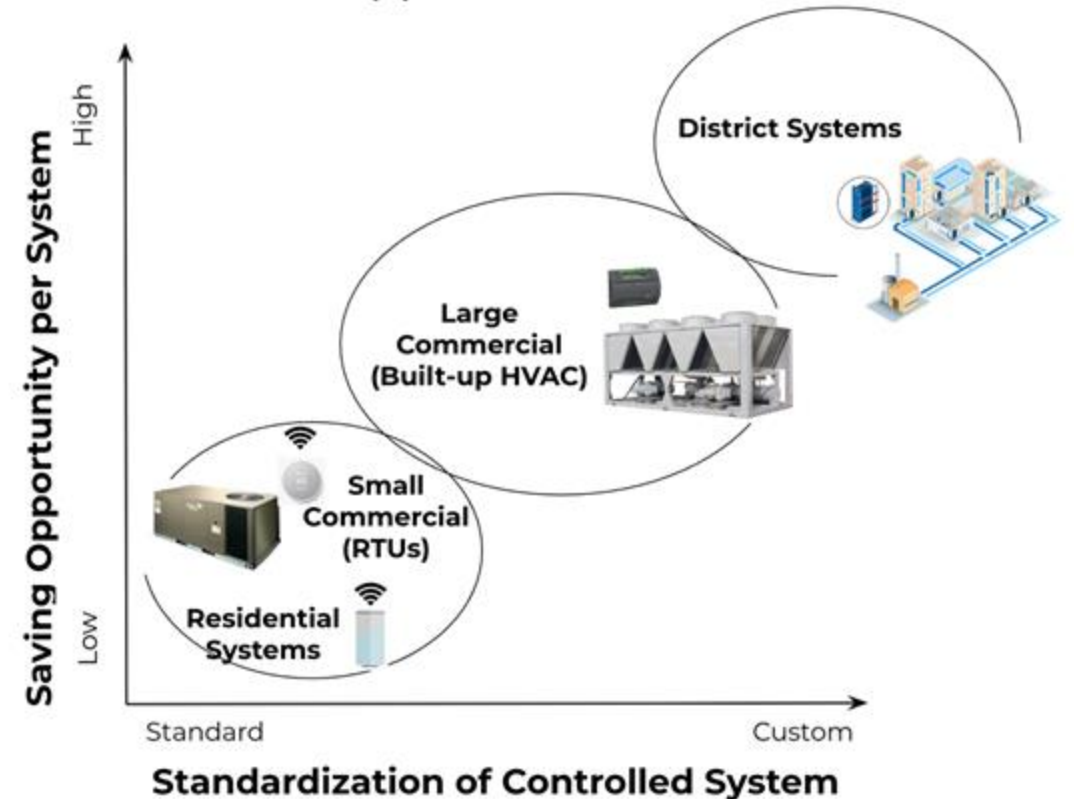 High
Saving Opportunity per System
Low
District Systems
Large
Commercial
(Built-up HVAC)
Small
Commercial
(RTUs)
Residential
Systems
Standard
Custom
Standardization of Controlled System